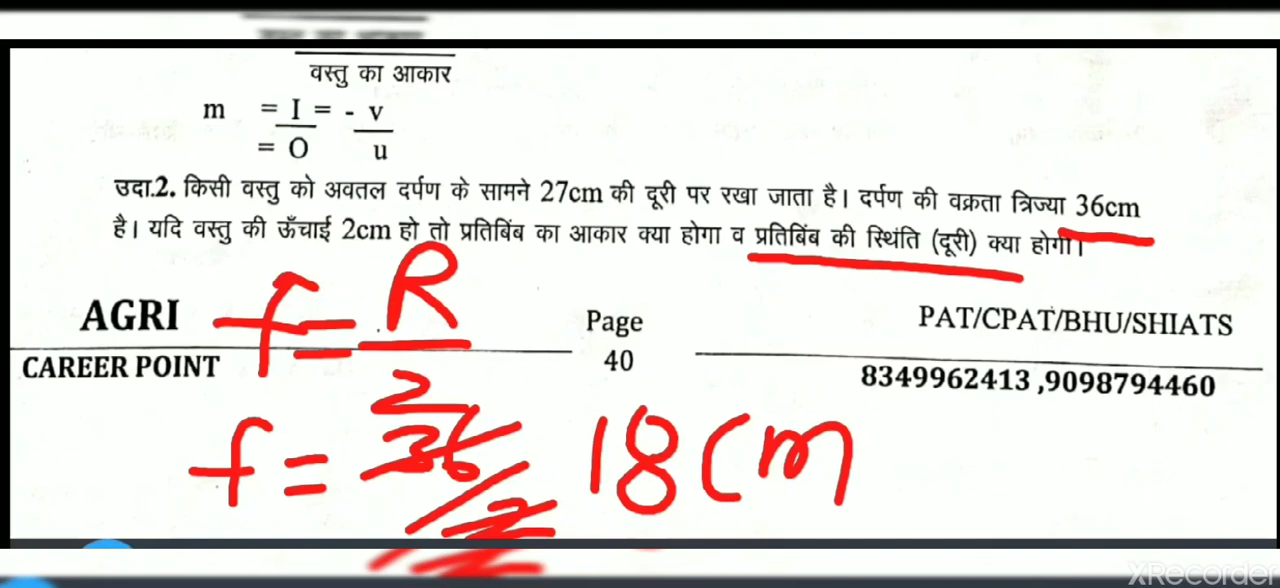 वस्तु का आकार
m = I = - v
= O u
उदा.2. किसी वस्तु को अवतल दर्पण के सामने 27cm की दूरी पर रखा जाता है। दर्पण की वक्रता त्रिज्या 36cm
है। यदि वस्तु की ऊँचाई 2cm हो तो प्रतिबिंब का आकार क्या होगा व प्रतिबिंब की स्थिंति (दूरी) क्या होगी।
f = R
2
AGRI Page PAT/CPAT/BHU/SHIATS
CAREER POINT 40 8349962413 ,9098794460
f = 36 18 cm
2
XRecorder